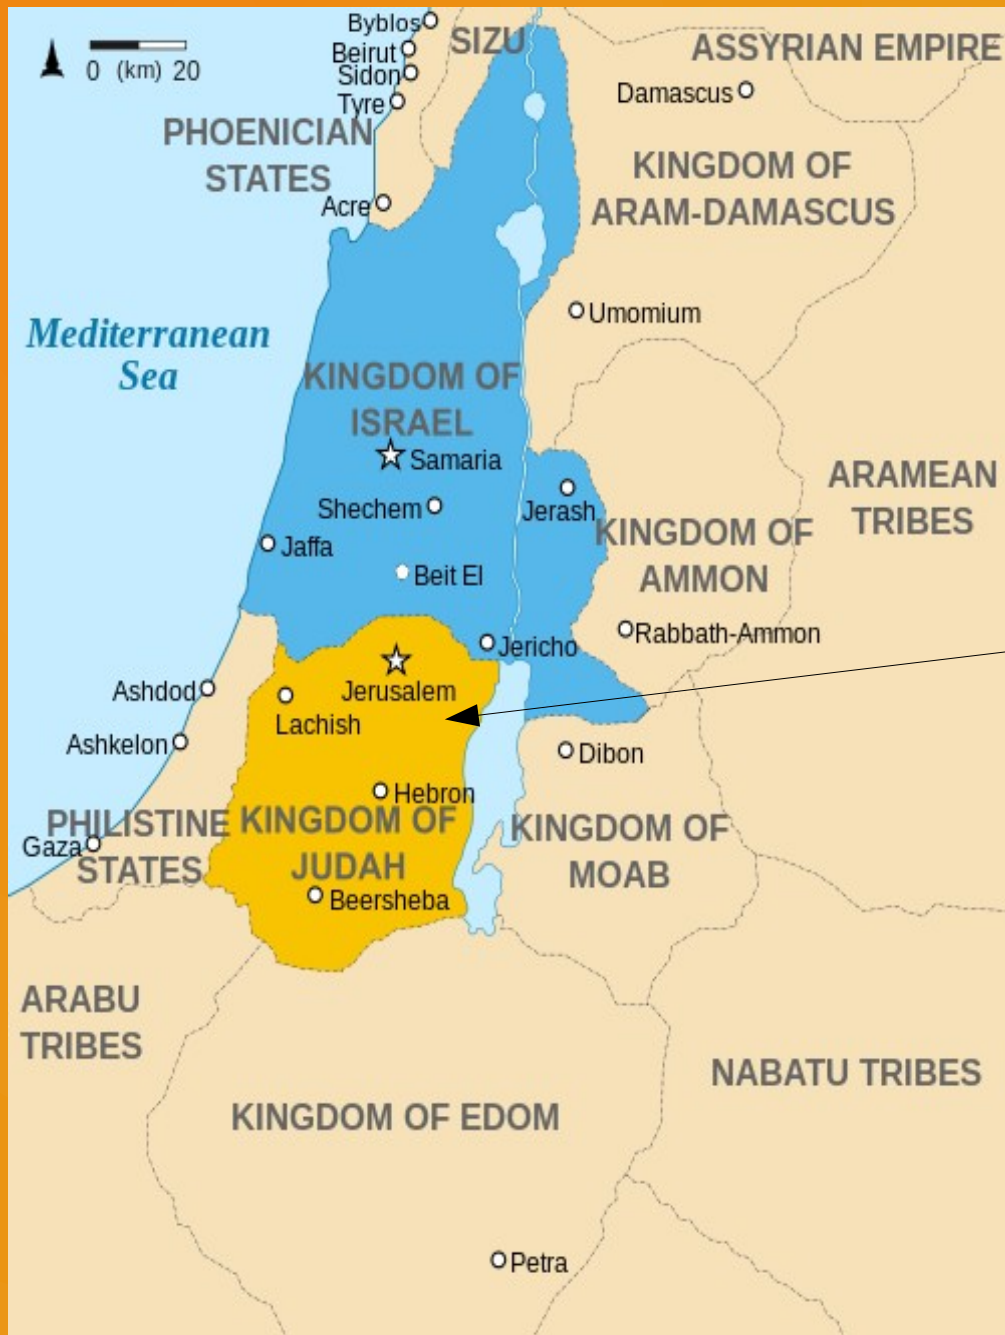 Byblos
SIZU
Beirut
ASSYRIAN EMPIRE
0 (km) 20
Sidon
Damascus
Tyre
PHOENICIAN
STATES
KINGDOM OF
ARAM-DAMASCUS
Acre
Umomium
Mediterranean
Sea
KINGDOM OF
ISRAEL
Samaria
ARAMEAN
TRIBES
Shechem
Jerash
KINGDOM OF
AMMON
Jaffa
Beit El
Rabbath-Ammon
Jericho
Jerusalem
Ashdod
Lachish
Ashkelon
Dibon
Hebron
PHILISTINE
STATES
KINGDOM OF
JUDAH
KINGDOM OF
MOAB
Gaza
Beersheba
ARABU
TRIBES
NABATU TRIBES
KINGDOM OF EDOM
Petra